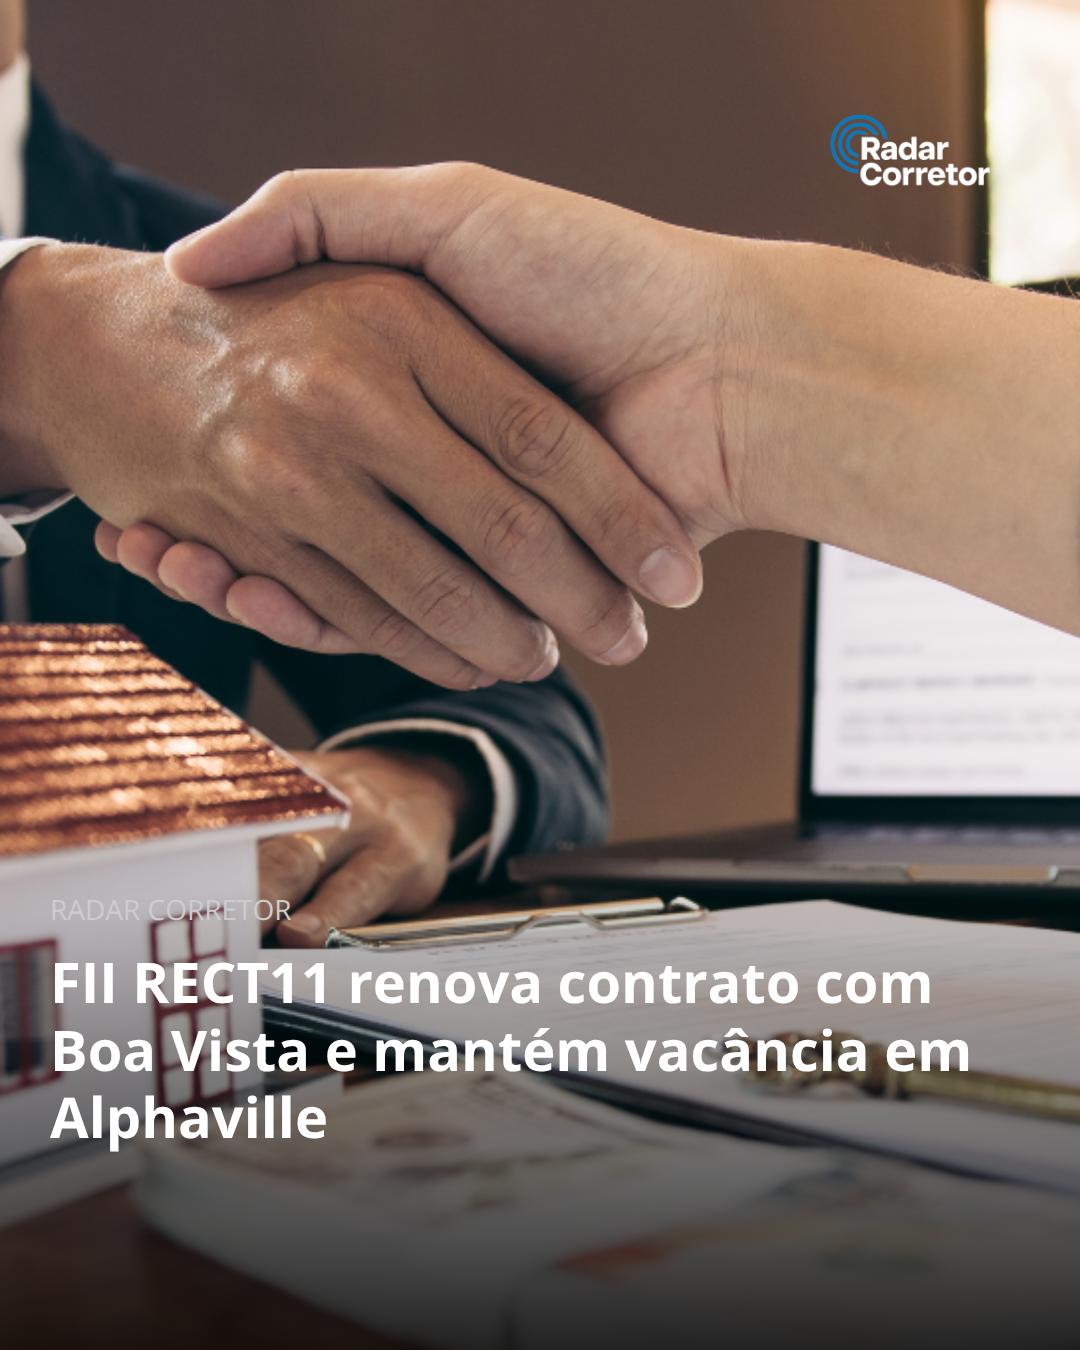 Radar
Corretor
RADAR CORRETOR
FII RECT11 renova contrato com
Boa Vista e mantém vacância em
Alphaville